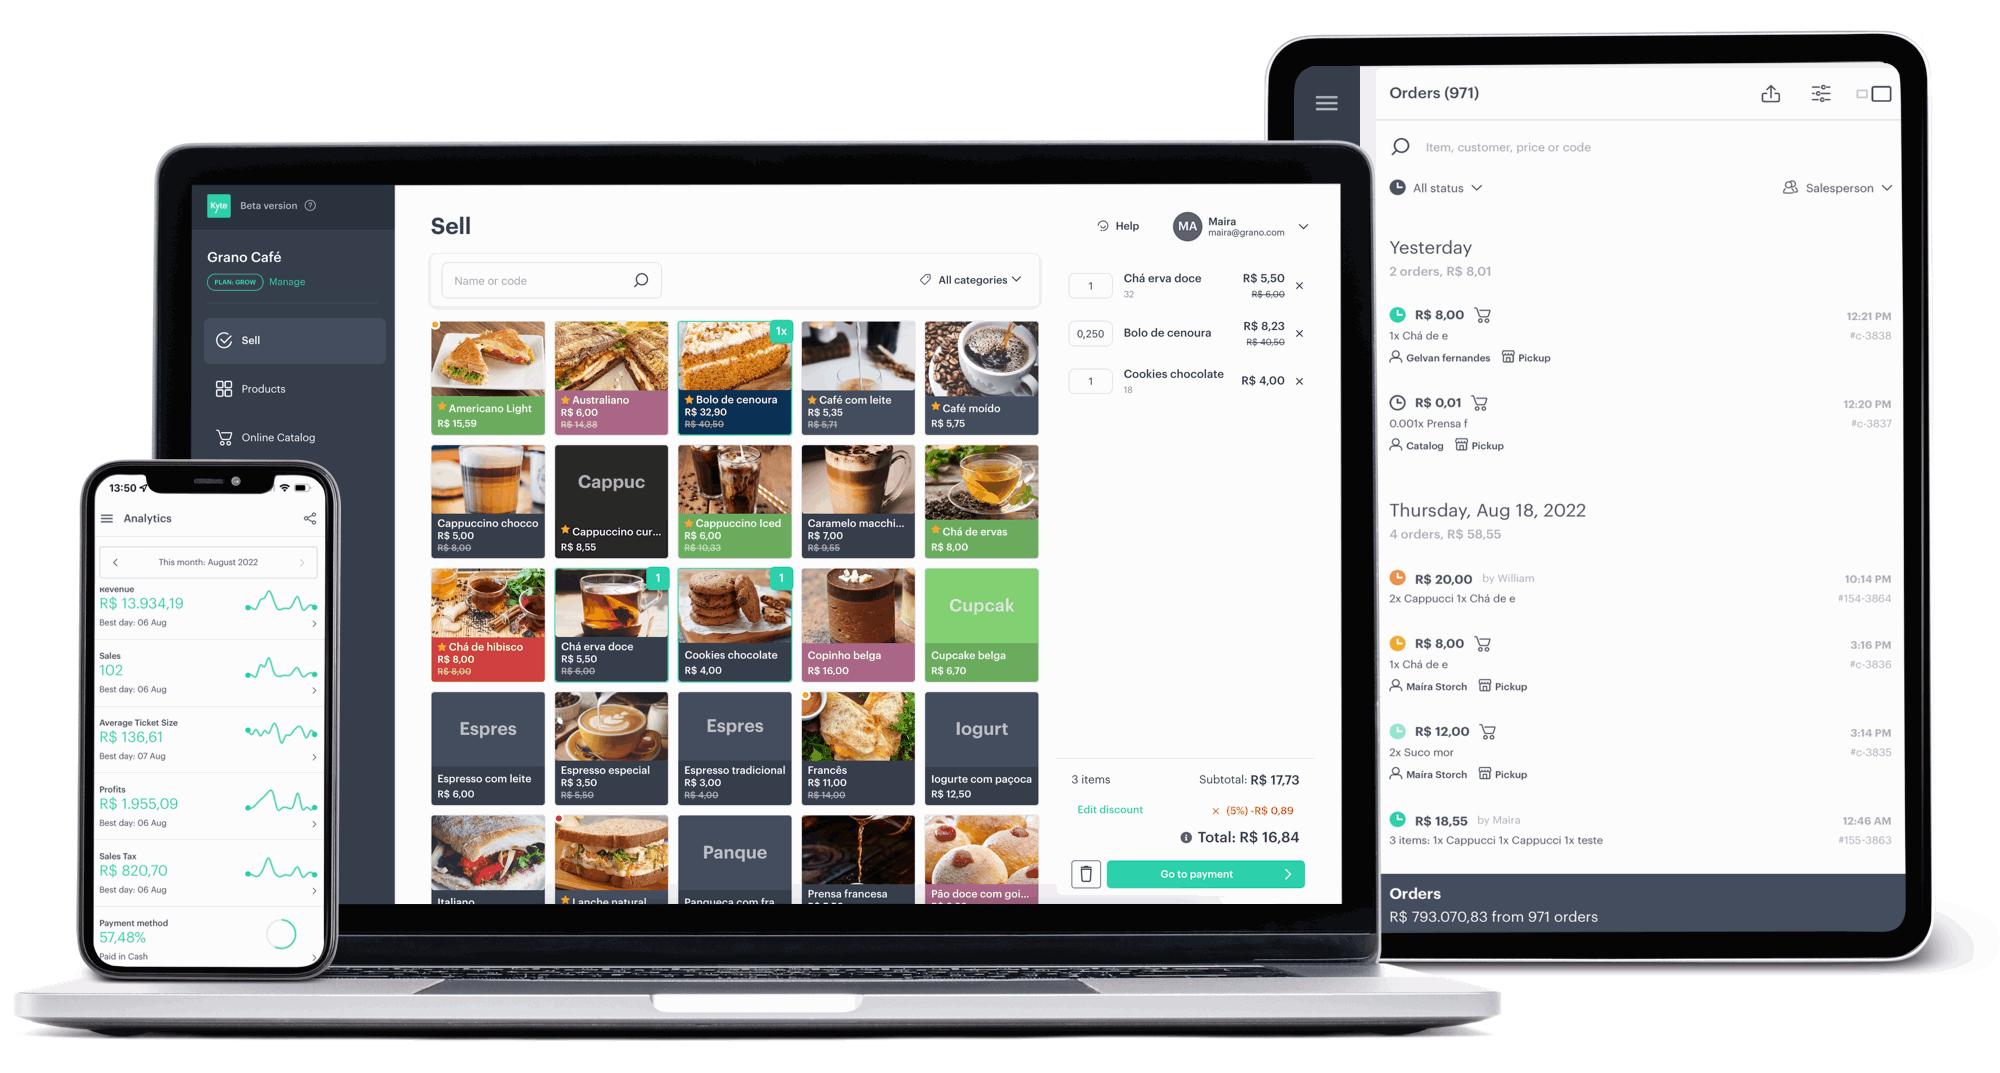 Kyte
Beta version
Grano Café
PLAN: GROW
Manage
Sell
Products
Online Catalog
Sell
Help
MA
Maira
maira@grano.com
Name or code
All categories
1x
Americano Light
R$ 15,59
Australiano
R$ 6,00
R$ 14,88
Bolo de cenoura
R$ 32,90
R$ 40,50
Café com leite
R$ 5,35
R$ 5,71
Café moído
R$ 5,75
Cappuccino chocco
R$ 5,00
R$ 8,00
Cappuc
Cappuccino cur...
R$ 8,55
Cappuccino Iced
R$ 6,00
R$ 10,33
Caramelo macchi...
R$ 7,00
R$ 9,55
Chá de ervas
R$ 8,00
Chá de hibisco
R$ 8,00
R$ 8,00
1
Chá erva doce
R$ 5,50
R$ 6,00
1
Cookies chocolate
R$ 4,00
Copinho belga
R$ 16,00
Cupcak
Cupcake belga
R$ 6,70
Espres
Espresso com leite
R$ 6,00
Espresso especial
R$ 3,50
R$ 5,50
Espres
Espresso tradicional
R$ 3,00
R$ 4,00
Francês
R$ 11,00
R$ 14,00
Iogurt
Iogurte com paçoca
R$ 12,50
Italiano
Lanche natural
Panque
Panqueca com fra
Prensa francesa
Pão doce com goi...
1
Chá erva doce
32
R$ 5,50
R$ 6,00
0,250
Bolo de cenoura
R$ 8,23
R$ 40,50
1
Cookies chocolate
18
R$ 4,00
3 items
Subtotal: R$ 17,73
Edit discount
(5%) -R$ 0,89
Total: R$ 16,84
Go to payment
13:50
Analytics
This month: August 2022
Revenue
R$ 13.934,19
Best day: 06 Aug
Sales
102
Best day: 06 Aug
Average Ticket Size
R$ 136,61
Best day: 07 Aug
Profits
R$ 1.955,09
Best day: 06 Aug
Sales Tax
R$ 820,70
Best day: 06 Aug
Payment method
57,48%
Paid in Cash
Orders (971)
Item, customer, price or code
All status
Salesperson
Yesterday
2 orders, R$ 8,01
R$ 8,00
12:21 PM
1x Chá de e
#c-3838
Gelvan fernandes
Pickup
R$ 0,01
12:20 PM
0.001x Prensa f
#c-3837
Catalog
Pickup
Thursday, Aug 18, 2022
4 orders, R$ 58,55
R$ 20,00 by William
10:14 PM
2x Cappucci 1x Chá de e
#154-3864
R$ 8,00
3:16 PM
1x Chá de e
#c-3836
Maíra Storch
Pickup
R$ 12,00
3:14 PM
2x Suco mor
#c-3835
Maíra Storch
Pickup
R$ 18,55 by Maira
12:46 AM
3 items: 1x Cappucci 1x Cappucci 1x teste
#155-3863
Orders
R$ 793.070,83 from 971 orders